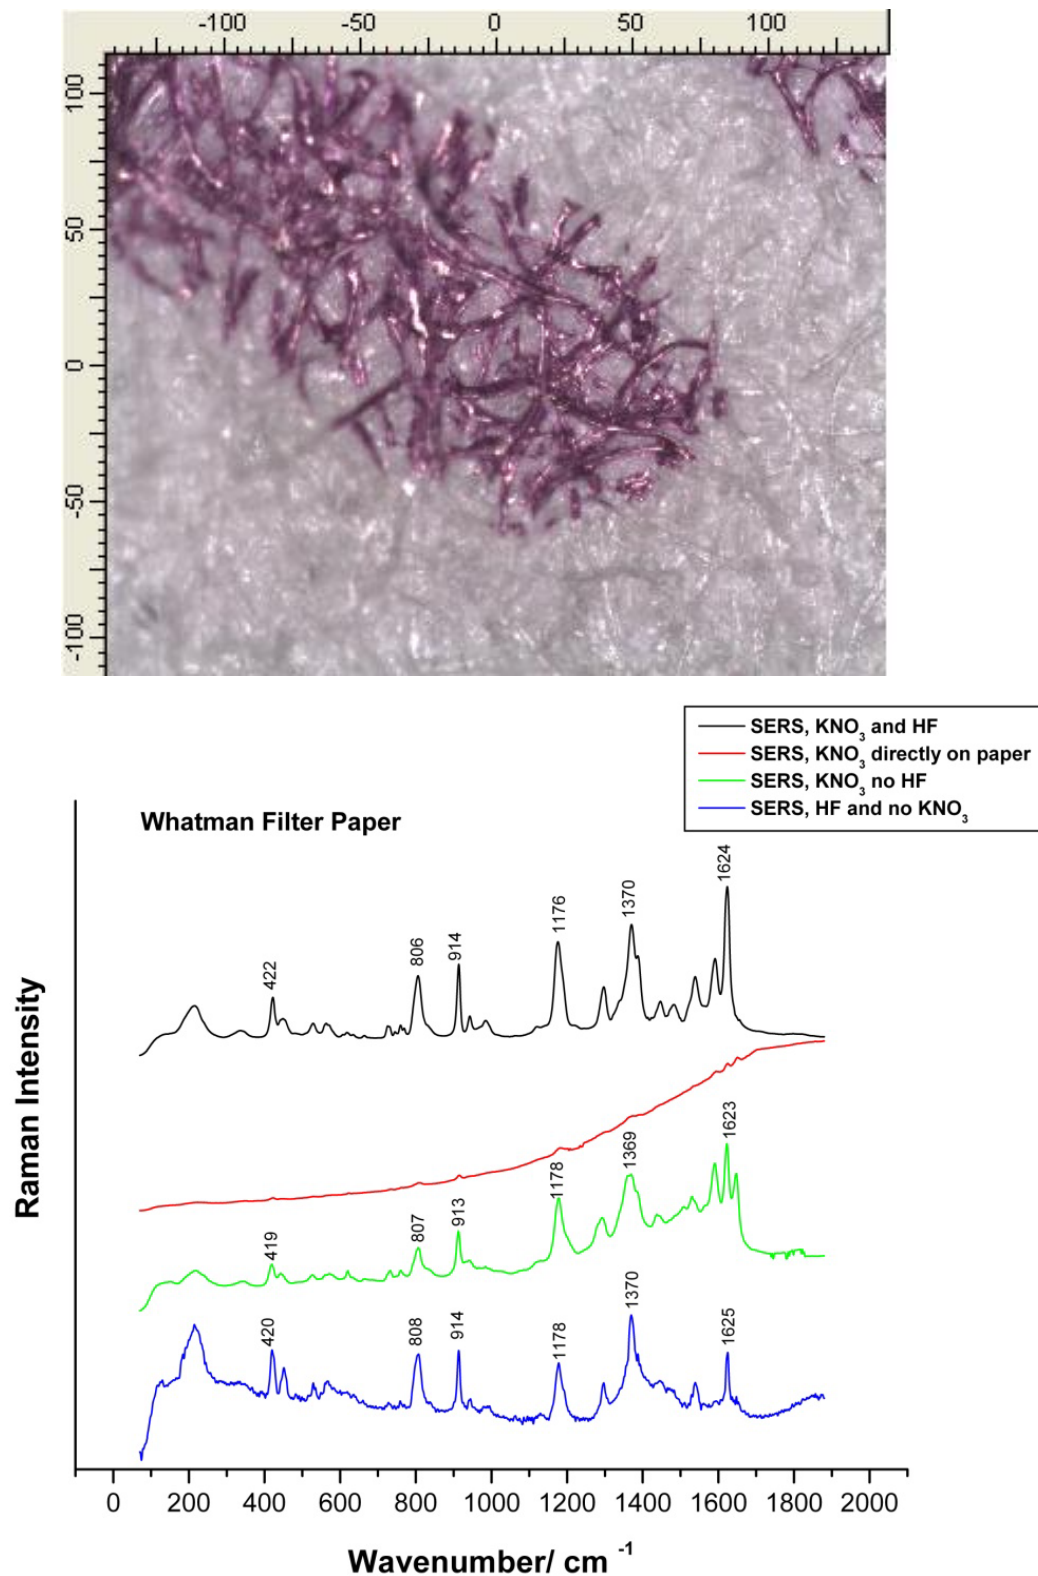 -100 -50 0 50 100
100
50
0
-50
-100
SERS, KNO₃ and HF
SERS, KNO₃ directly on paper
SERS, KNO₃ no HF
SERS, HF and no KNO₃
Whatman Filter Paper
422 806 914 1176 1370 1624
419 807 913 1178 1369 1623
420 808 914 1178 1370 1625
Raman Intensity
0 200 400 600 800 1000 1200 1400 1600 1800 2000
Wavenumber/ cm ⁻¹